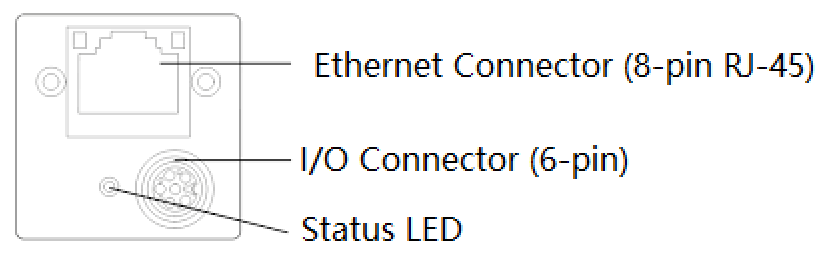 Ethernet Connector (8-pin RJ-45)
I/O Connector (6-pin)
Status LED